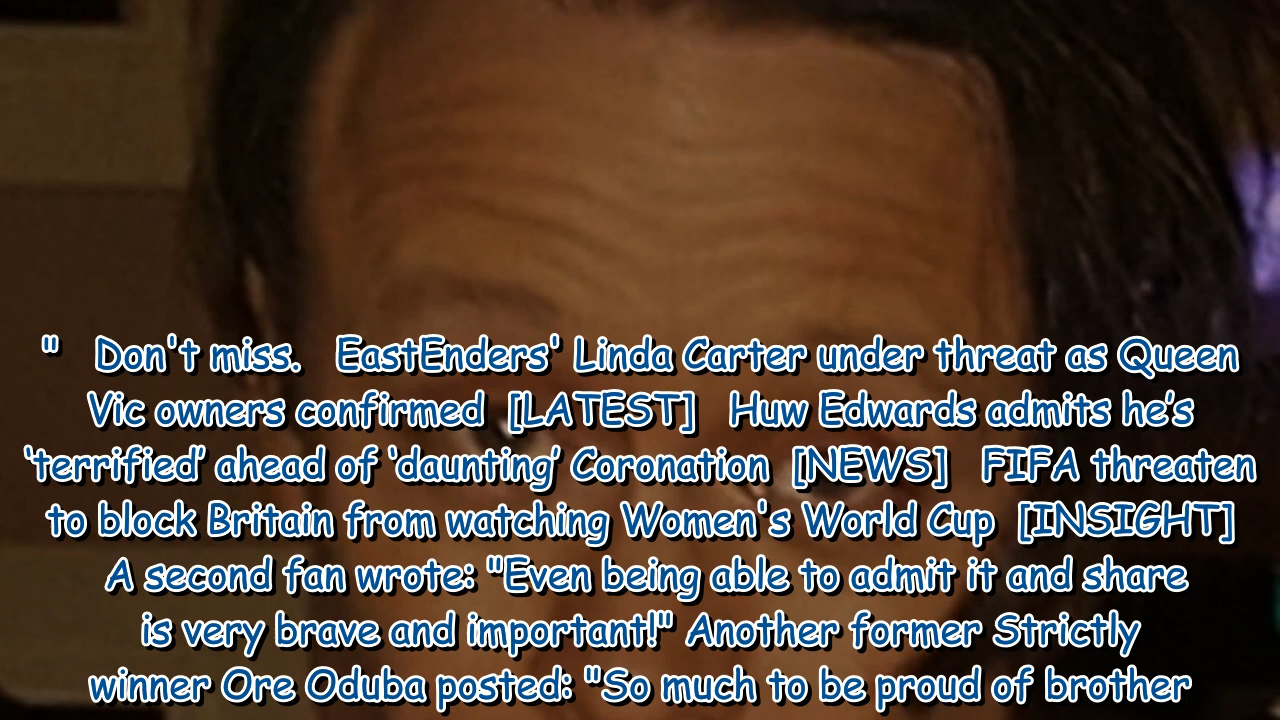 "   Don't miss.   EastEnders' Linda Carter under threat as Queen
Vic owners confirmed  [LATEST]   Huw Edwards admits he’s
‘terrified’ ahead of ‘daunting’ Coronation  [NEWS]   FIFA threaten
to block Britain from watching Women's World Cup  [INSIGHT]
A second fan wrote: "Even being able to admit it and share
is very brave and important!" Another former Strictly
winner Ore Oduba posted: "So much to be proud of brother